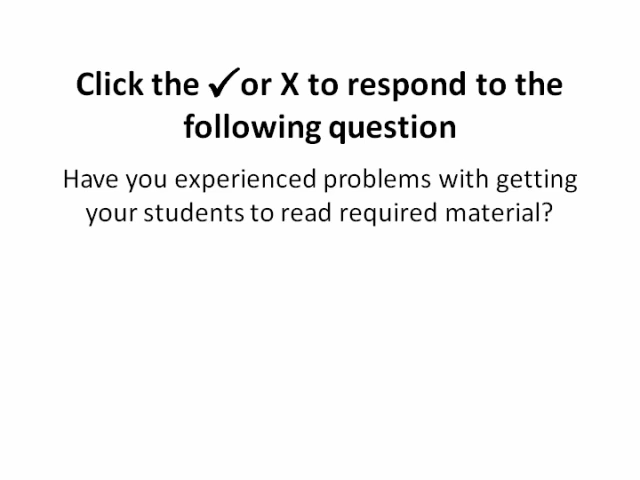 Click the ✓or X to respond to the
following question
Have you experienced problems with getting
your students to read required material?